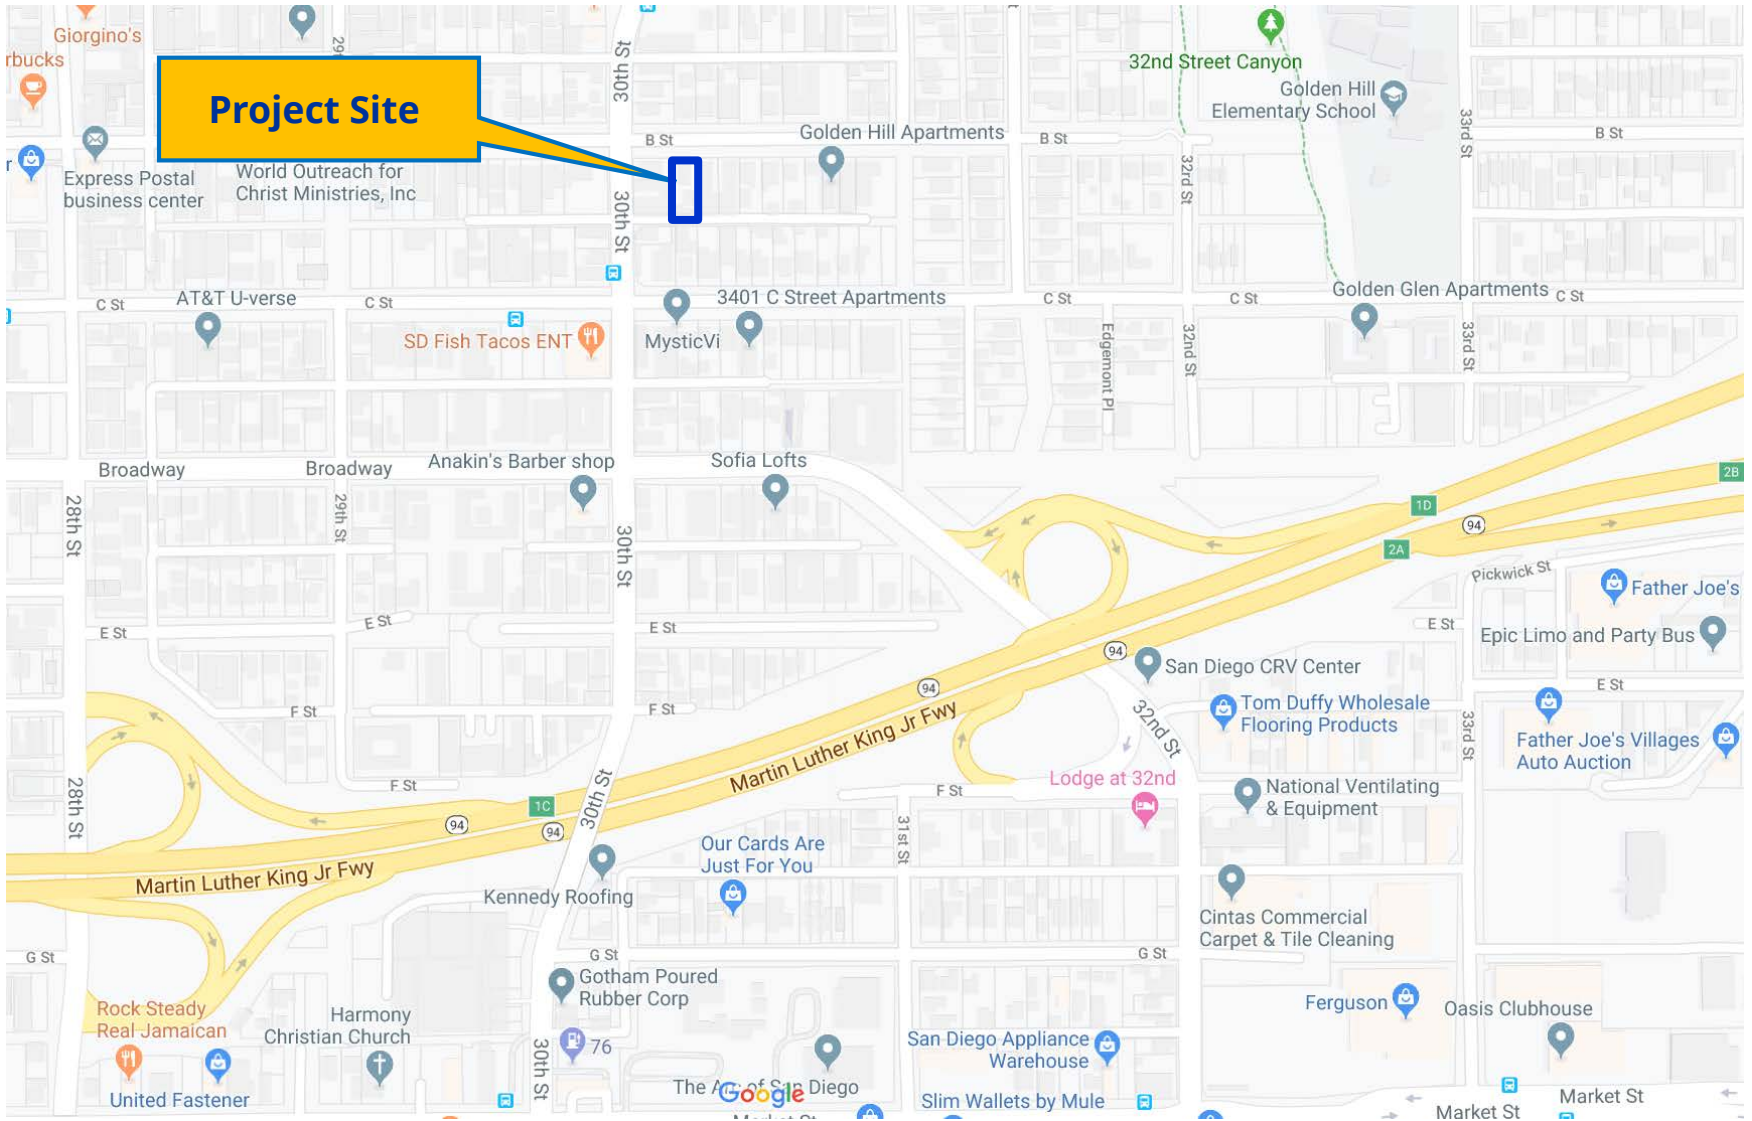 Giorgino's
rbucks
30th St
32nd Street Canyon
Golden Hill
Elementary School
Project Site
B St
Golden Hill Apartments
B St
33rd St
B St
r
Express Postal
business center
World Outreach for
Christ Ministries, Inc
30th St
32rd St
C St
AT&T U-verse
C St
3401 C Street Apartments
C St
C St
Golden Glen Apartments
C St
SD Fish Tacos ENT
MysticVi
Edgemont Pl
32nd St
33rd St
Broadway
Broadway
Anakin's Barber shop
Sofia Lofts
2B
1D
28th St
29th St
30th St
94
2A
Pickwick St
Father Joe's
E St
E St
E St
E St
Epic Limo and Party Bus
94
San Diego CRV Center
94
E St
F St
F St
32nd St
Tom Duffy Wholesale
Flooring Products
33rd St
Martin Luther King Jr Fwy
Father Joe's Villages
Auto Auction
28th St
F St
30th St
F St
Lodge at 32nd
National Ventilating
& Equipment
1C
94
94
31st St
Our Cards Are
Just For You
Martin Luther King Jr Fwy
Kennedy Roofing
Cintas Commercial
Carpet & Tile Cleaning
G St
G St
G St
Gotham Poured
Rubber Corp
Rock Steady
Real Jamaican
Harmony
Christian Church
Ferguson
Oasis Clubhouse
30th St
76
San Diego Appliance
Warehouse
The Arc of San Diego
Google
United Fastener
Slim Wallets by Mule
Market St
Market St
Market St